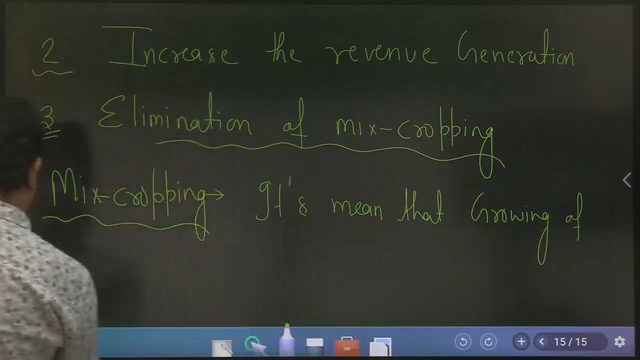 2. Increase the revenue Generation
3 Elimination of mix-cropping
Mix-cropping → It's mean that Growing of
15 / 15